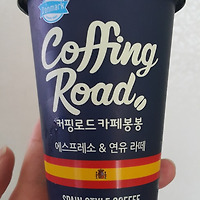 Denmark
Coffing
Road
커핑로드 카페봉봉
에스프레소 & 연유 라떼
SPAIN STYLE COFFEE